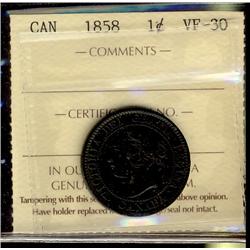 CAN 1858 1¢ VF-30
— COMMENTS —
— CERTIFI NO. —
IN OU A
GENU M.
Tampering with this se above opinion.
Have holder replaced seal not intact.